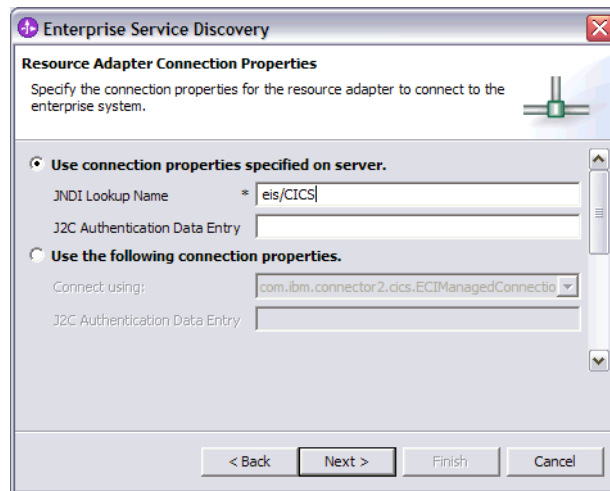 Enterprise Service Discovery
Resource Adapter Connection Properties
Specify the connection properties for the resource adapter to connect to the
enterprise system.
Use connection properties specified on server.
JNDI Lookup Name * eis/CICS
J2C Authentication Data Entry
Use the following connection properties.
Connect using: com.ibm.connector2.cics.ECIManagedConnectio
J2C Authentication Data Entry
< Back Next > Finish Cancel